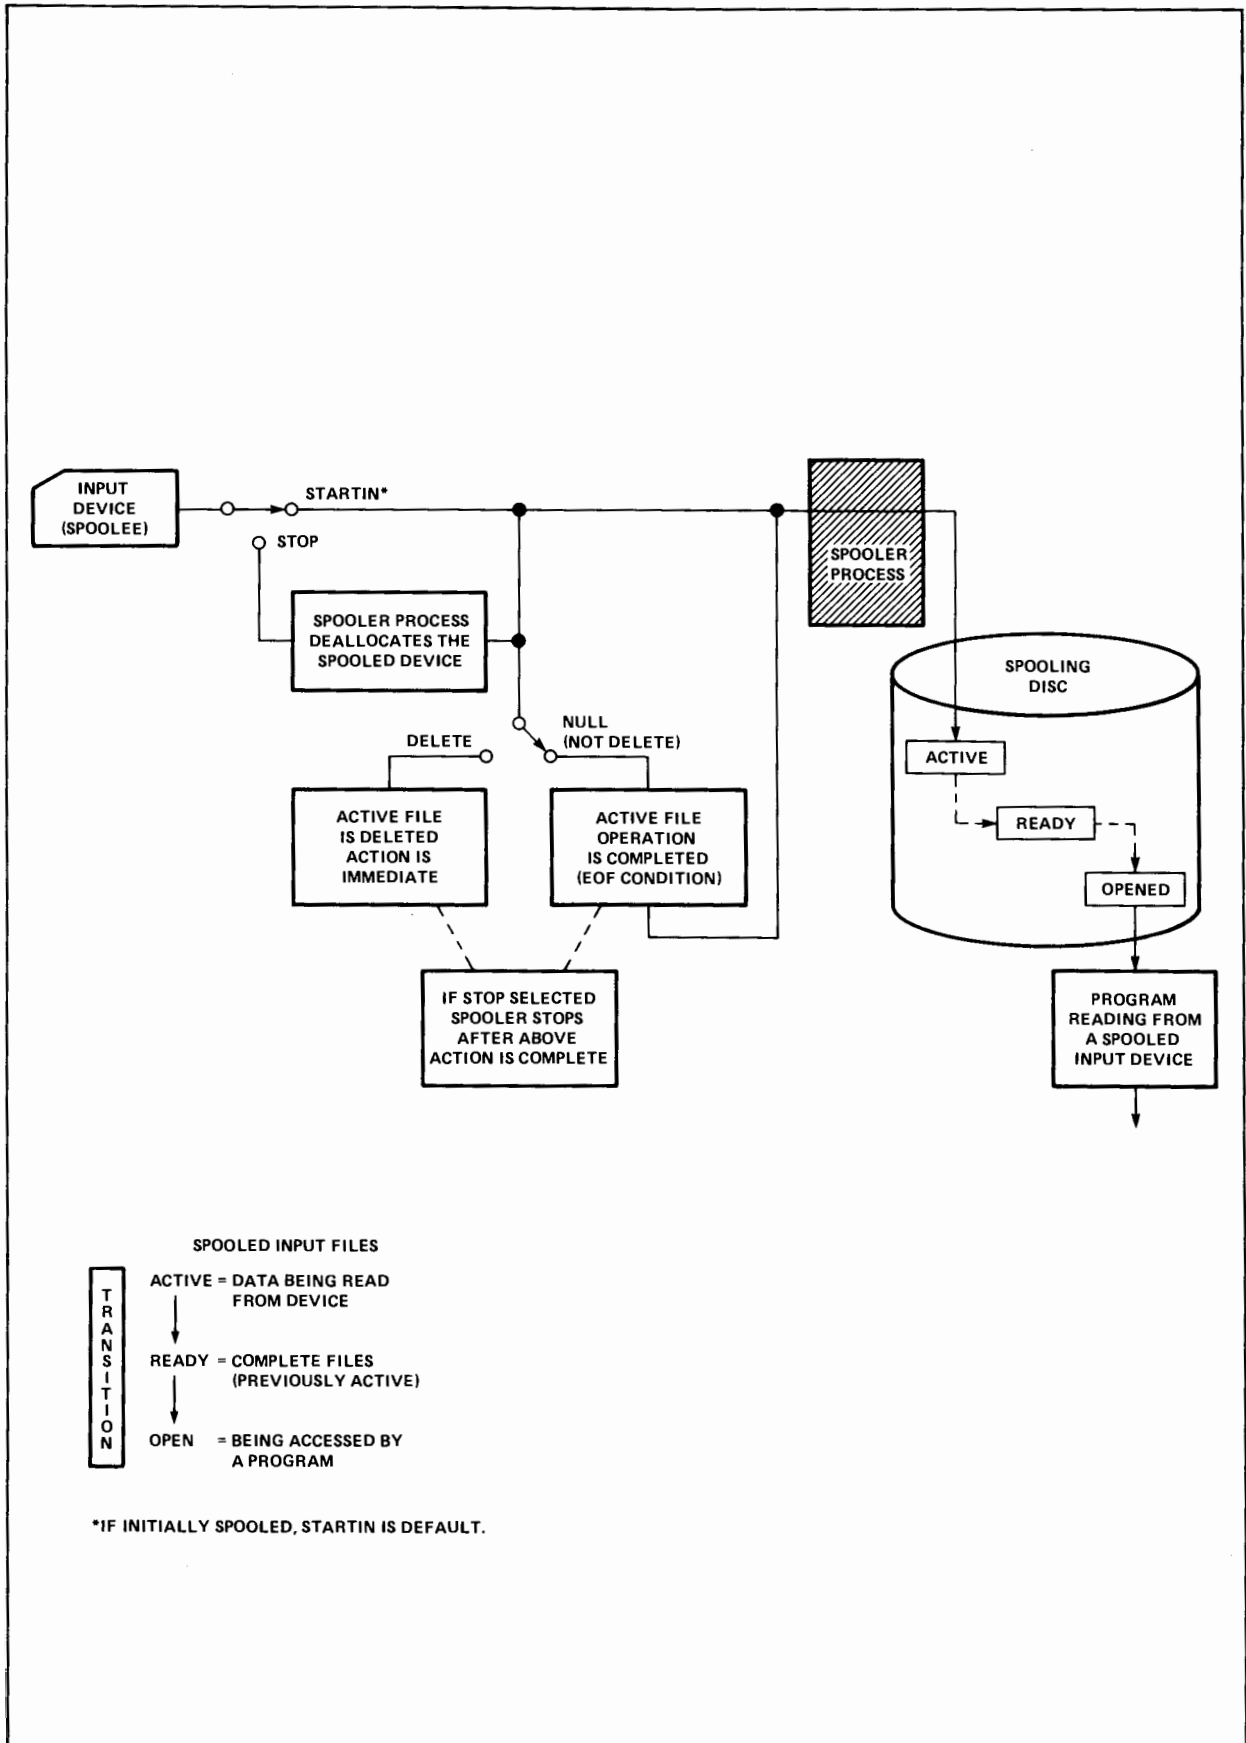 INPUT
DEVICE
(SPOOLEE)
STARTIN*
STOP
SPOOLER PROCESS
DEALLOCATES THE
SPOOLED DEVICE
DELETE
NULL
(NOT DELETE)
ACTIVE FILE
IS DELETED
ACTION IS
IMMEDIATE
ACTIVE FILE
OPERATION
IS COMPLETED
(EOF CONDITION)
IF STOP SELECTED
SPOOLER STOPS
AFTER ABOVE
ACTION IS COMPLETE
SPOOLER
PROCESS
SPOOLING
DISC
ACTIVE
READY
OPENED
PROGRAM
READING FROM
A SPOOLED
INPUT DEVICE
SPOOLED INPUT FILES
TRANSITION
ACTIVE = DATA BEING READ
FROM DEVICE
READY = COMPLETE FILES
(PREVIOUSLY ACTIVE)
OPEN = BEING ACCESSED BY
A PROGRAM
*IF INITIALLY SPOOLED, STARTIN IS DEFAULT.